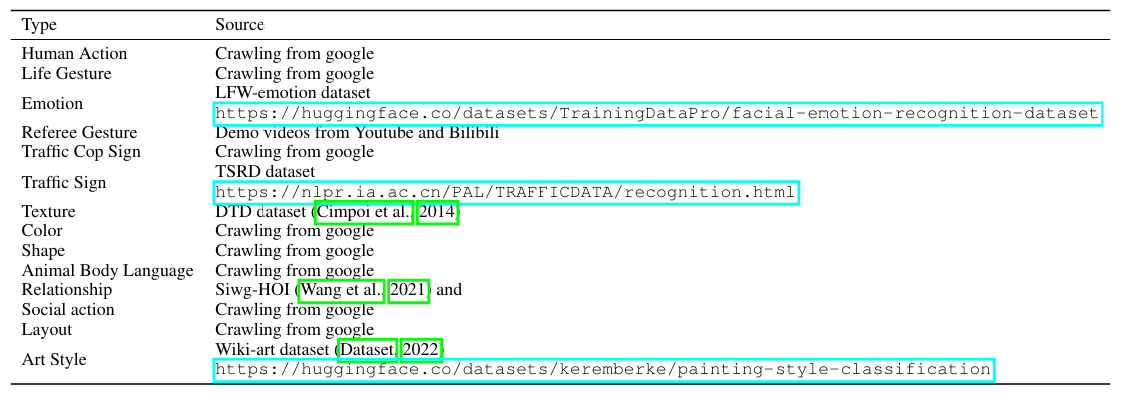 Type Source
Human Action Crawling from google
Life Gesture Crawling from google
Emotion LFW-emotion dataset
https://huggingface.co/datasets/TrainingDataPro/facial-emotion-recognition-dataset
Referee Gesture Demo videos from Youtube and Bilibili
Traffic Cop Sign Crawling from google
Traffic Sign TSRD dataset
https://nlpr.ia.ac.cn/PAL/TRAFFICDATA/recognition.html
Texture DTD dataset (Cimpoi et al., 2014)
Color Crawling from google
Shape Crawling from google
Animal Body Language Crawling from google
Relationship Siwg-HOI (Wang et al., 2021) and
Social action Crawling from google
Layout Crawling from google
Art Style Wiki-art dataset (Dataset, 2022)
https://huggingface.co/datasets/keremberke/painting-style-classification